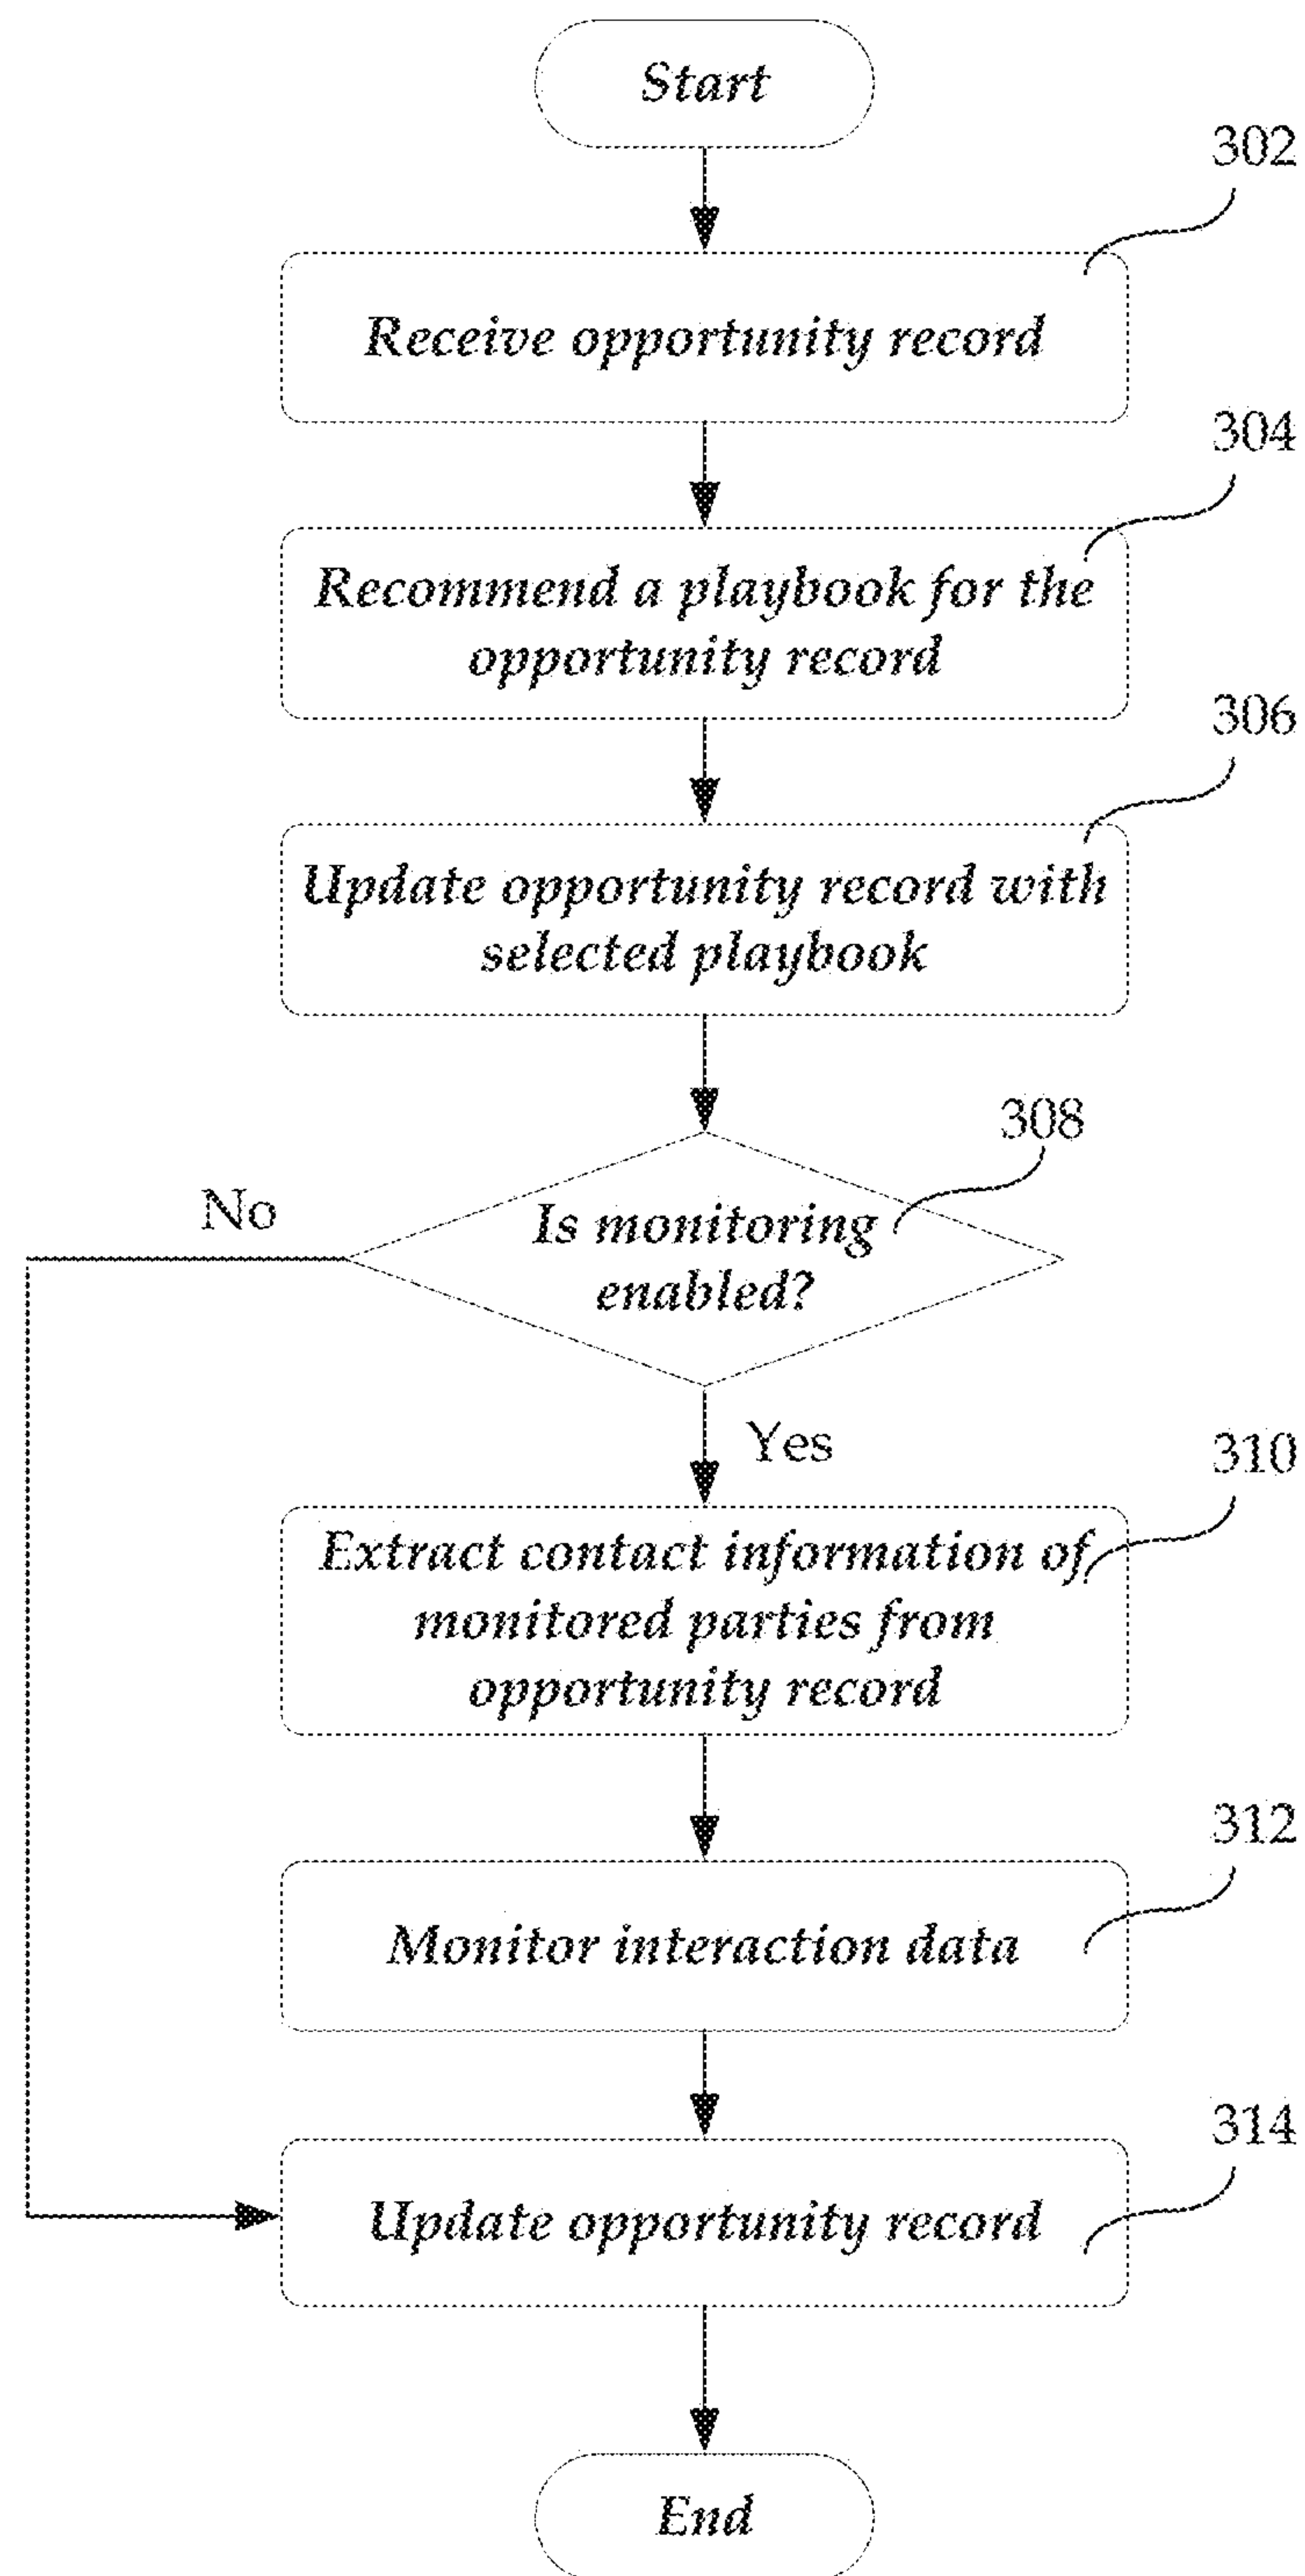 Start
302
Receive opportunity record
304
Recommend a playbook for the
opportunity record
306
Update opportunity record with
selected playbook
308
No
Is monitoring
enabled?
Yes
310
Extract contact information of
monitored parties from
opportunity record
312
Monitor interaction data
314
Update opportunity record
End